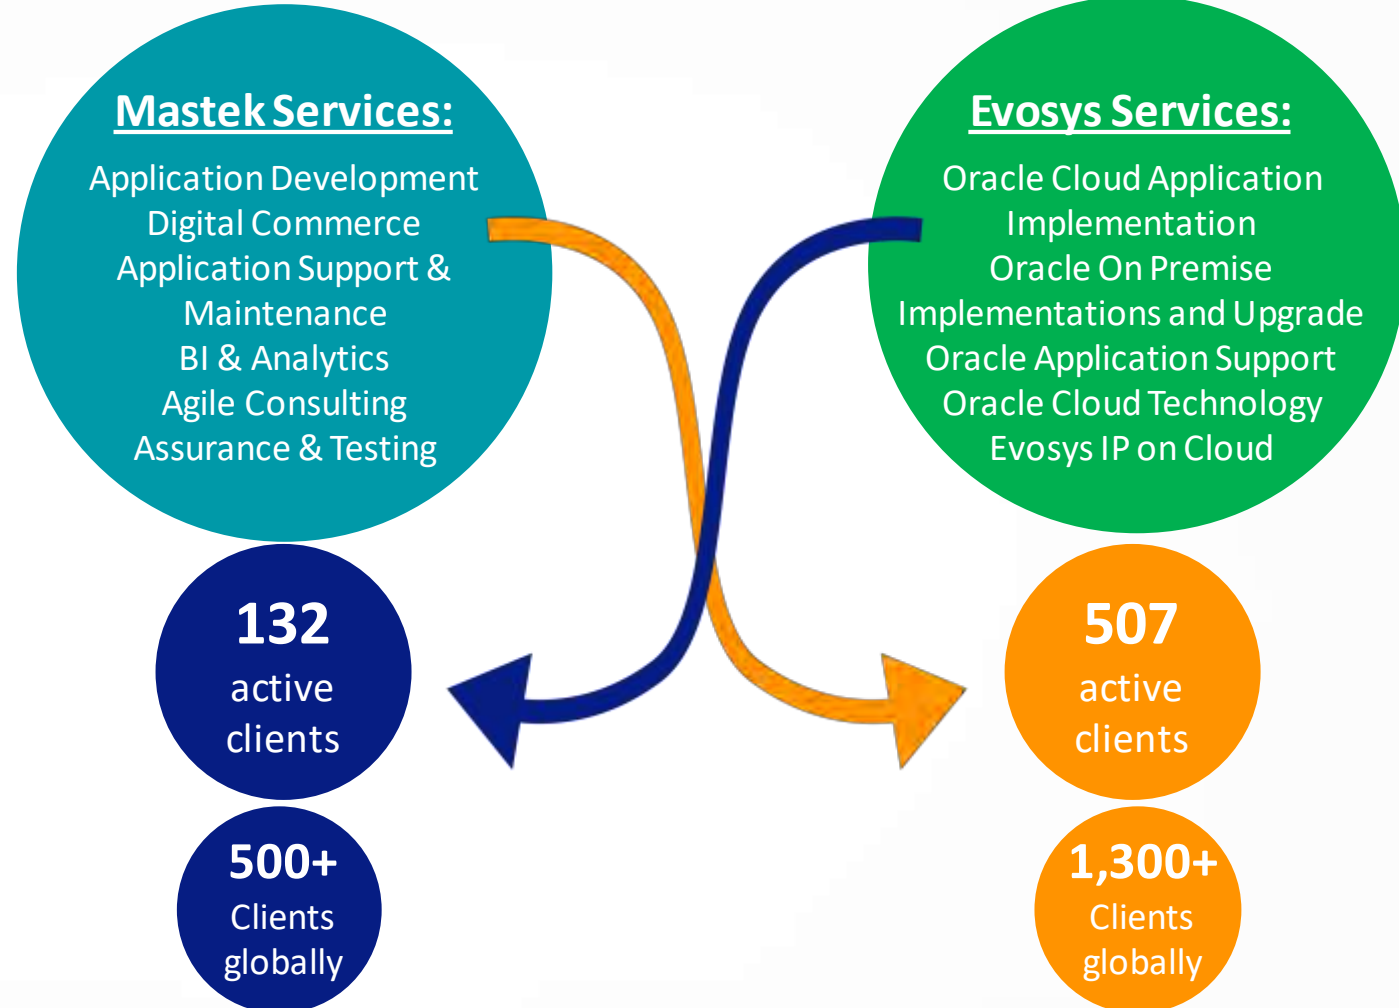 Mastek Services:
Application Development
Digital Commerce
Application Support &
Maintenance
BI & Analytics
Agile Consulting
Assurance & Testing
132
active
clients
500+
Clients
globally
Evosys Services:
Oracle Cloud Application
Implementation
Oracle On Premise
Implementations and Upgrade
Oracle Application Support
Oracle Cloud Technology
Evosys IP on Cloud
507
active
clients
1,300+
Clients
globally